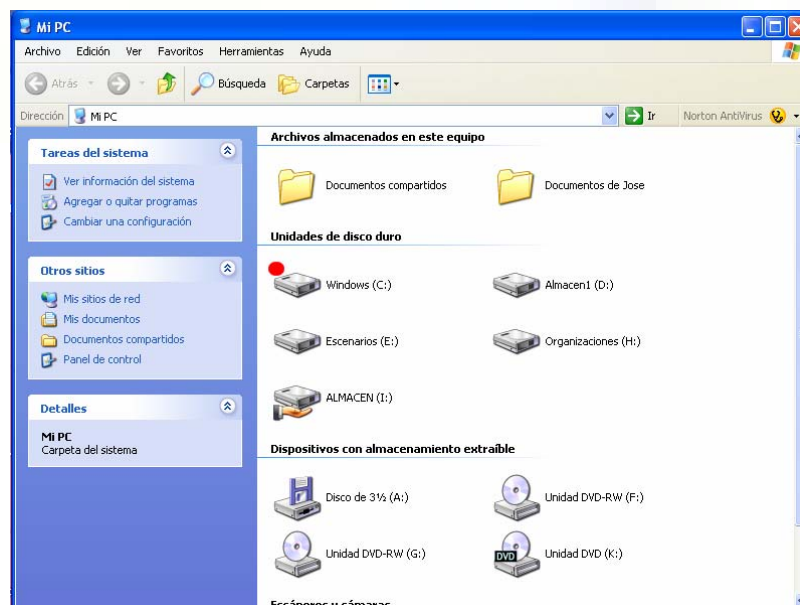 Mi PC
Archivo Edición Ver Favoritos Herramientas Ayuda
Atrás Búsqueda Carpetas
Dirección Mi PC Ir Norton AntiVirus
Tareas del sistema
Ver información del sistema
Agregar o quitar programas
Cambiar una configuración
Otros sitios
Mis sitios de red
Mis documentos
Documentos compartidos
Panel de control
Detalles
Mi PC
Carpeta del sistema
Archivos almacenados en este equipo
Documentos compartidos Documentos de Jose
Unidades de disco duro
Windows (C:) Almacen1 (D:)
Escenarios (E:) Organizaciones (H:)
ALMACEN (I:)
Dispositivos con almacenamiento extraíble
Disco de 3½ (A:) Unidad DVD-RW (F:)
Unidad DVD-RW (G:) DVD Unidad DVD (K:)
Escáneres y cámaras